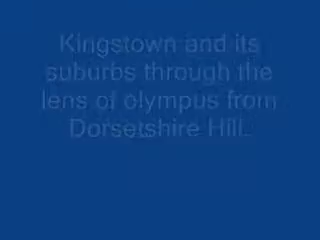 Kingstown and its
suburbs through the
lens of olympus from
Dorsetshire Hill.